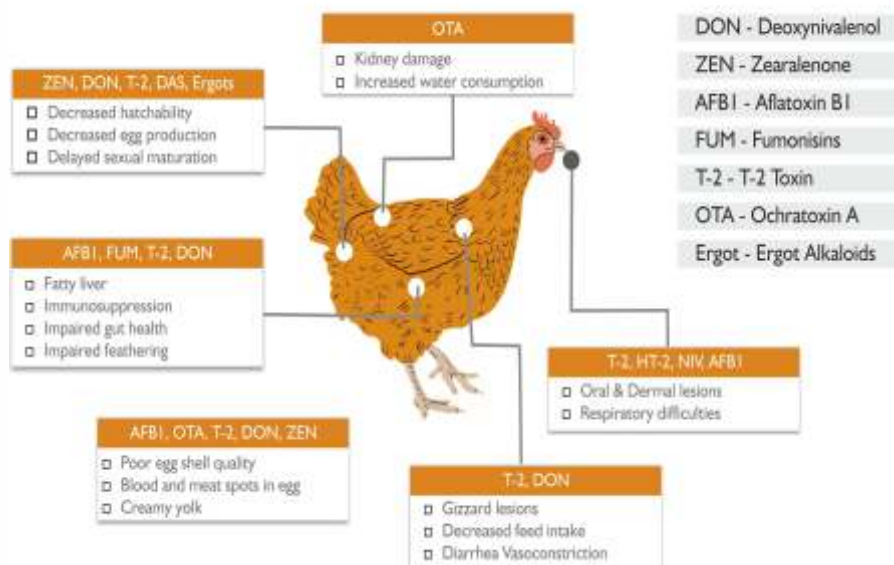 OTA
Kidney damage
Increased water consumption
ZEN, DON, T-2, DAS, Ergots
Decreased hatchability
Decreased egg production
Delayed sexual maturation
AFB1, FUM, T-2, DON
Fatty liver
Immunosuppression
Impaired gut health
Impaired feathering
AFB1, OTA, T-2, DON, ZEN
Poor egg shell quality
Blood and meat spots in egg
Creamy yolk
T-2, DON
Gizzard lesions
Decreased feed intake
Diarrhea Vasoconstriction
T-2, HT-2, NIV, AFB1
Oral & Dermal lesions
Respiratory difficulties
DON - Deoxynivalenol
ZEN - Zearalenone
AFB1 - Aflatoxin B1
FUM - Fumonisins
T-2 - T-2 Toxin
OTA - Ochratoxin A
Ergot - Ergot Alkaloids